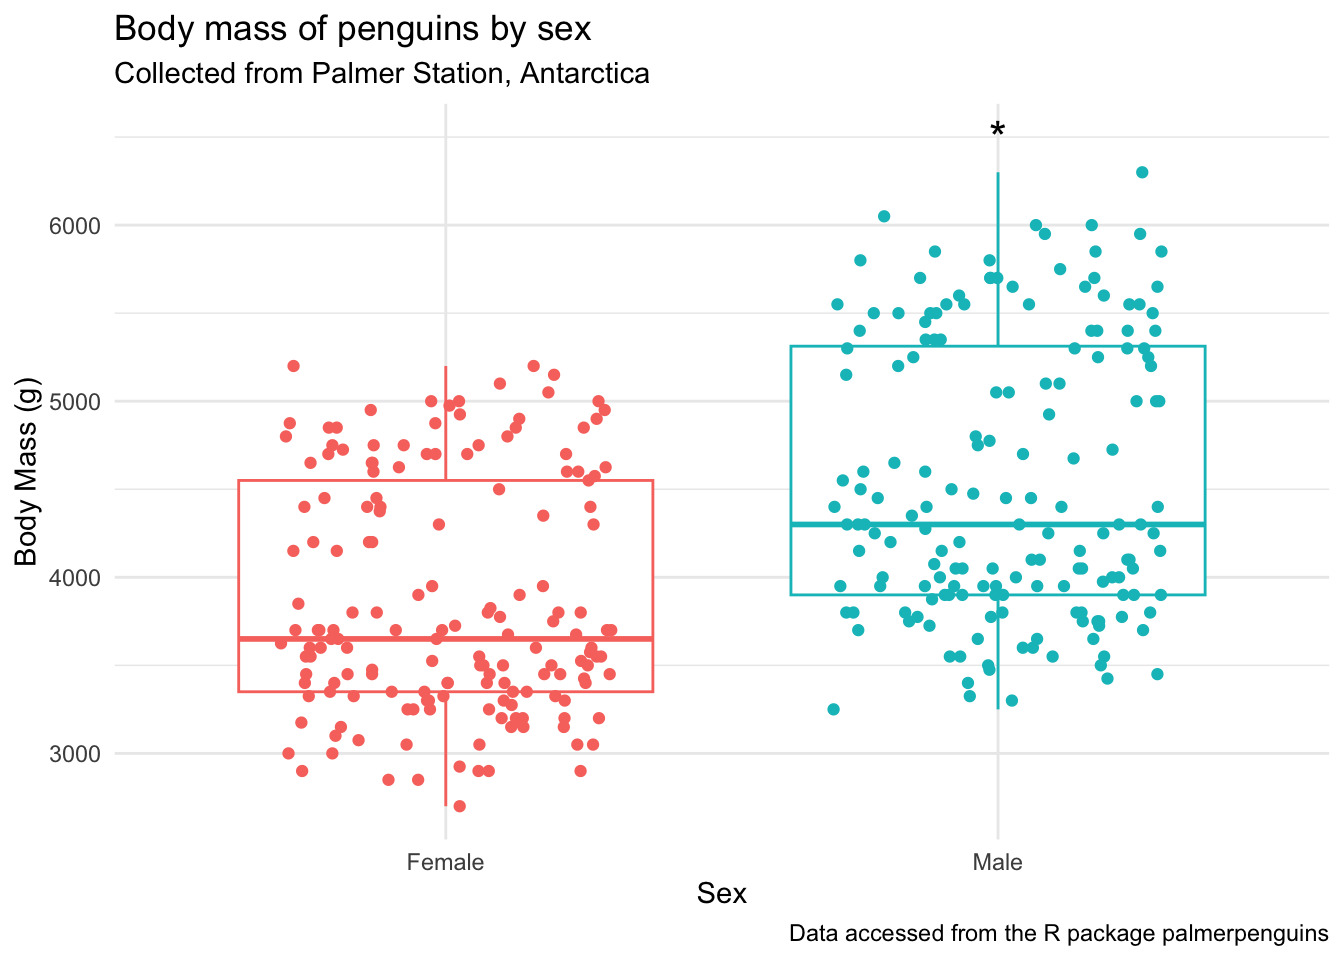 Body mass of penguins by sex
Collected from Palmer Station, Antarctica
*
6000
5000
4000
3000
Body Mass (g)
Female
Male
Sex
Data accessed from the R package palmerpenguins